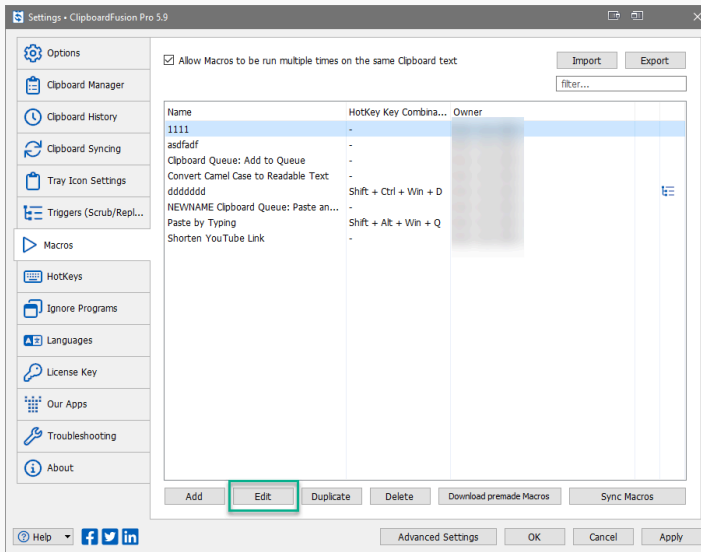 Settings • ClipboardFusion Pro 5.9
Options
Clipboard Manager
Clipboard History
Clipboard Syncing
Tray Icon Settings
Triggers (Scrub/Repl...
Macros
HotKeys
Ignore Programs
Languages
License Key
Our Apps
Troubleshooting
About
Allow Macros to be run multiple times on the same Clipboard text
Import Export
filter...
Name HotKey Key Combina... Owner
1111 -
asdfadf -
Clipboard Queue: Add to Queue -
Convert Camel Case to Readable Text -
ddddddd Shift + Ctrl + Win + D
NEWNAME Clipboard Queue: Paste an... -
Paste by Typing Shift + Alt + Win + Q
Shorten YouTube Link -
Add Edit Duplicate Delete Download premade Macros Sync Macros
Help Advanced Settings OK Cancel Apply